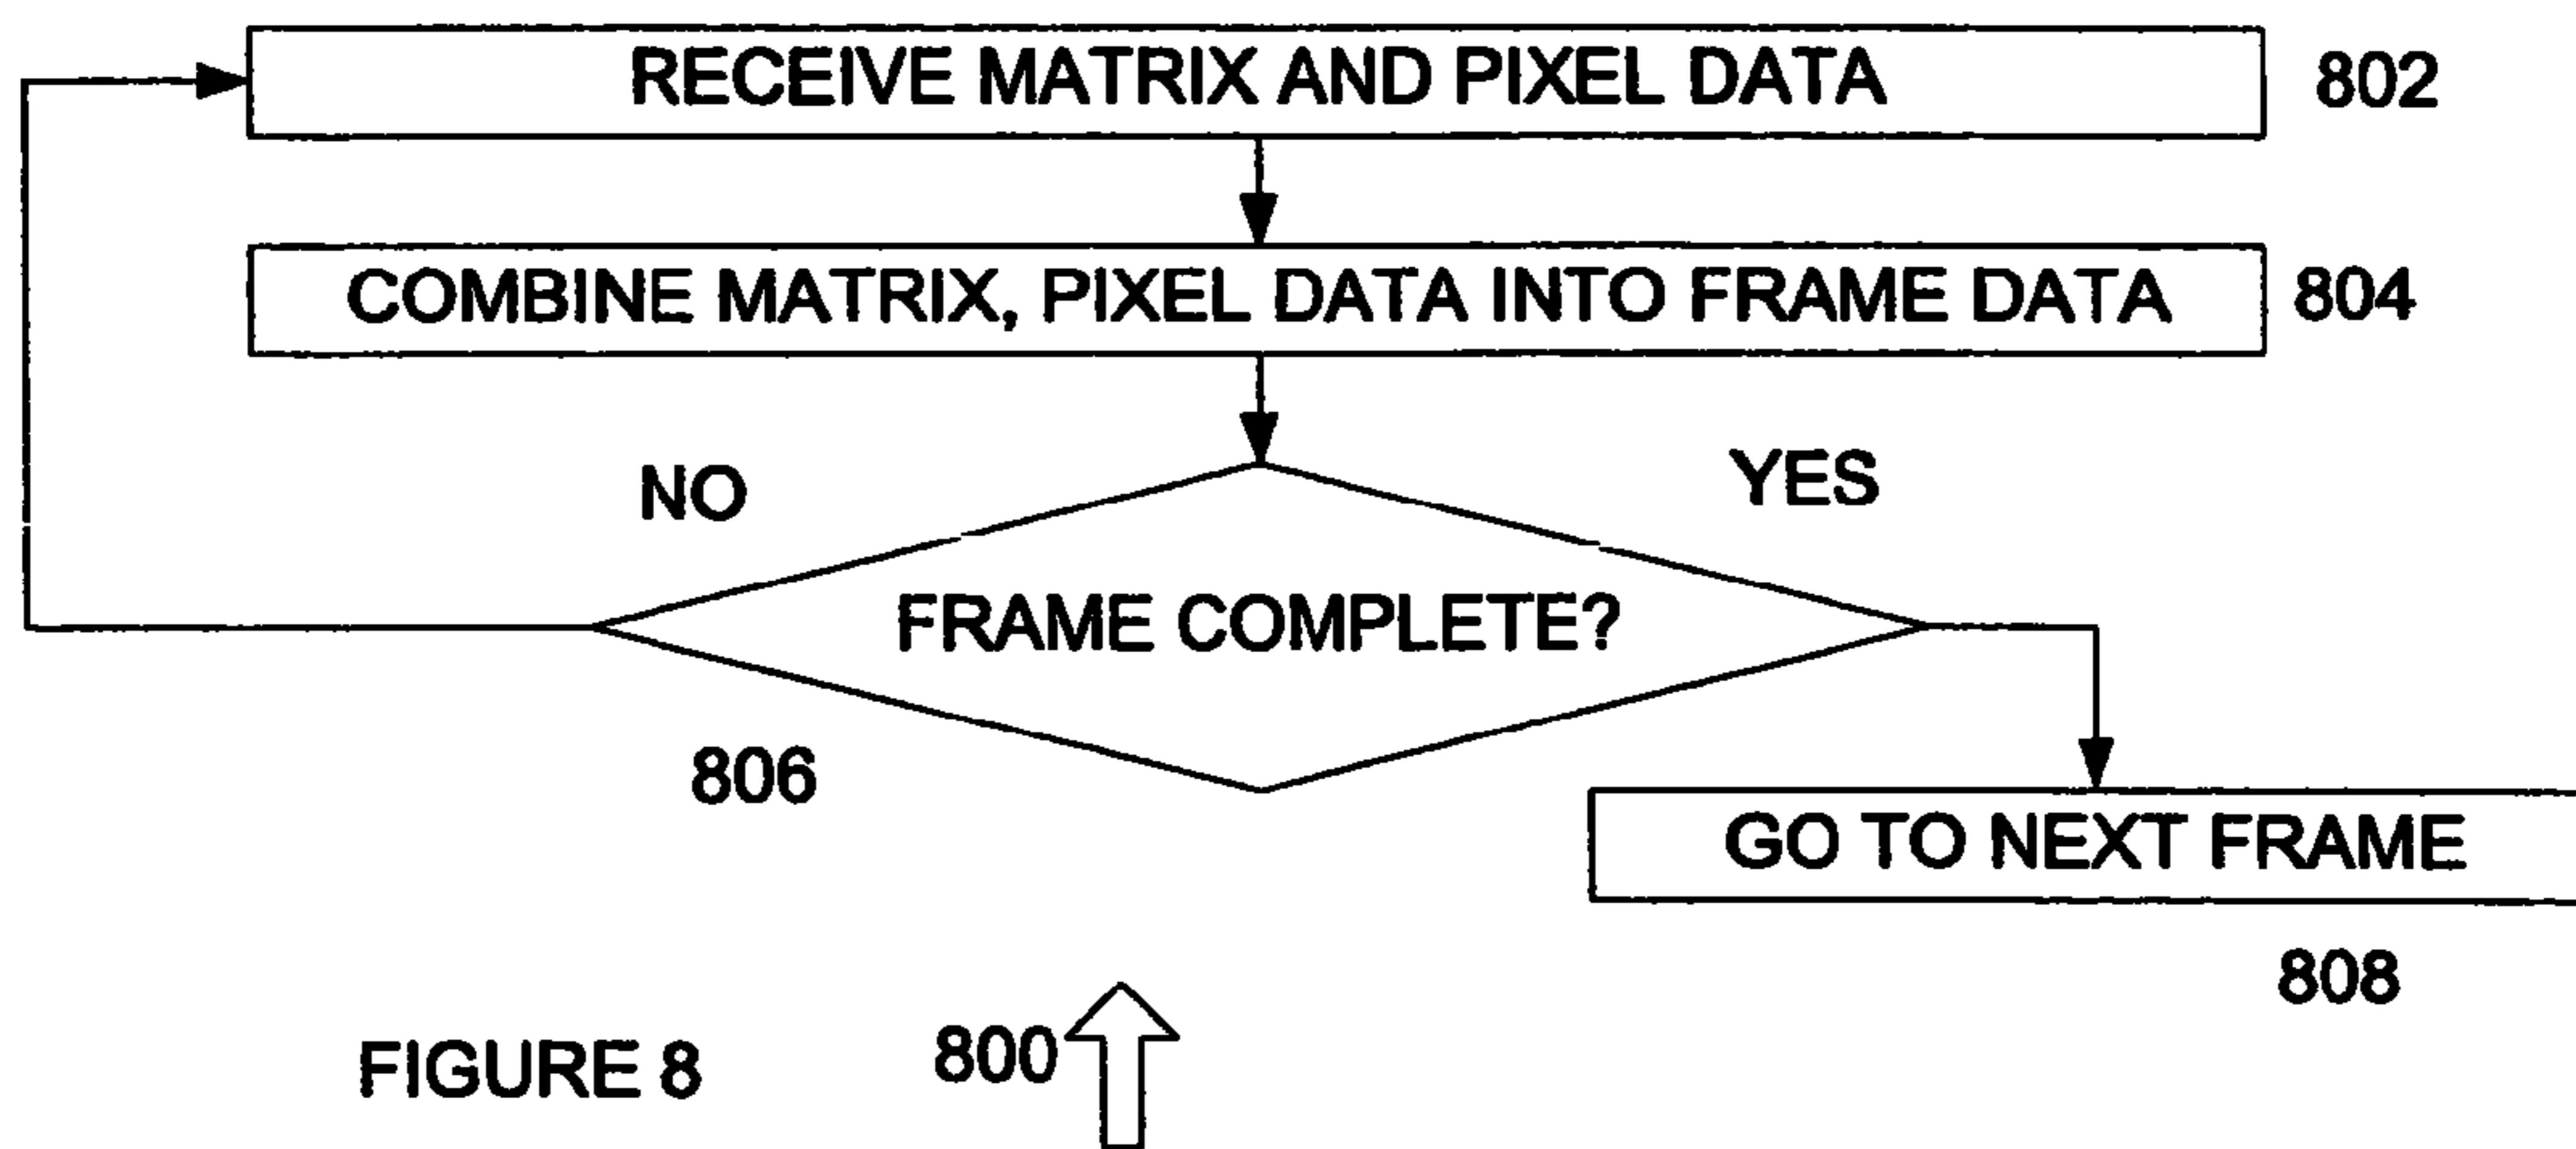 RECEIVE MATRIX AND PIXEL DATA
802
COMBINE MATRIX, PIXEL DATA INTO FRAME DATA
804
NO
YES
FRAME COMPLETE?
806
GO TO NEXT FRAME
808
800
FIGURE 8